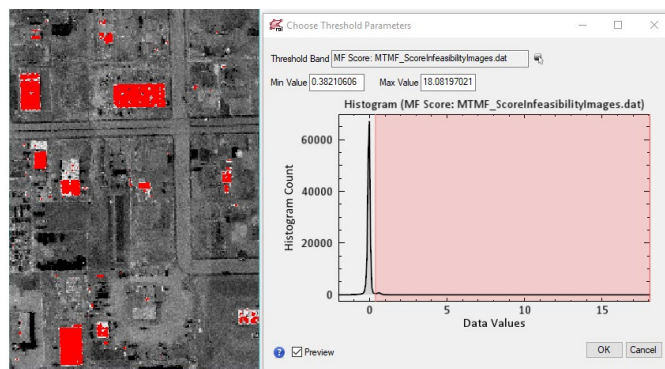 Choose Threshold Parameters
Threshold Band MF Score: MTMF_ScoreInfeasibilityImages.dat
Min Value 0.38210606 Max Value 18.08197021
Histogram (MF Score: MTMF_ScoreInfeasibilityImages.dat)
60000
40000
20000
0
Histogram Count
0 5 10 15
Data Values
Preview
OK Cancel